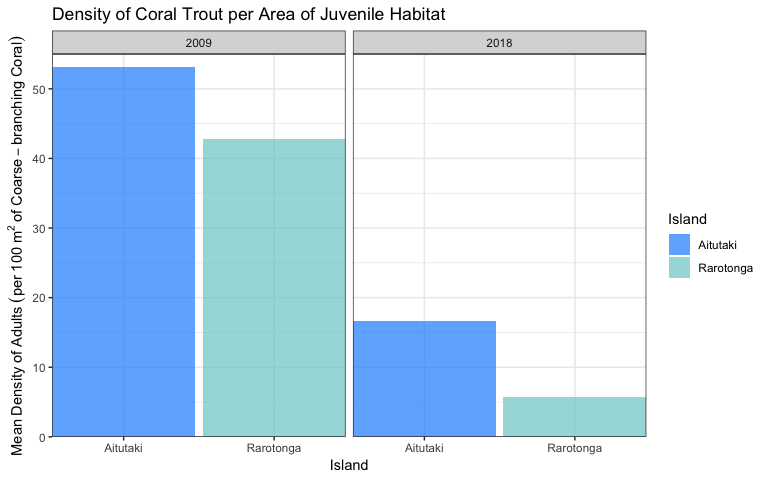 Density of Coral Trout per Area of Juvenile Habitat
2009
2018
Mean Density of Adults (per 100 m² of Coarse − branching Coral)
50
40
30
20
10
0
Aitutaki
Rarotonga
Aitutaki
Rarotonga
Island
Island
Aitutaki
Rarotonga